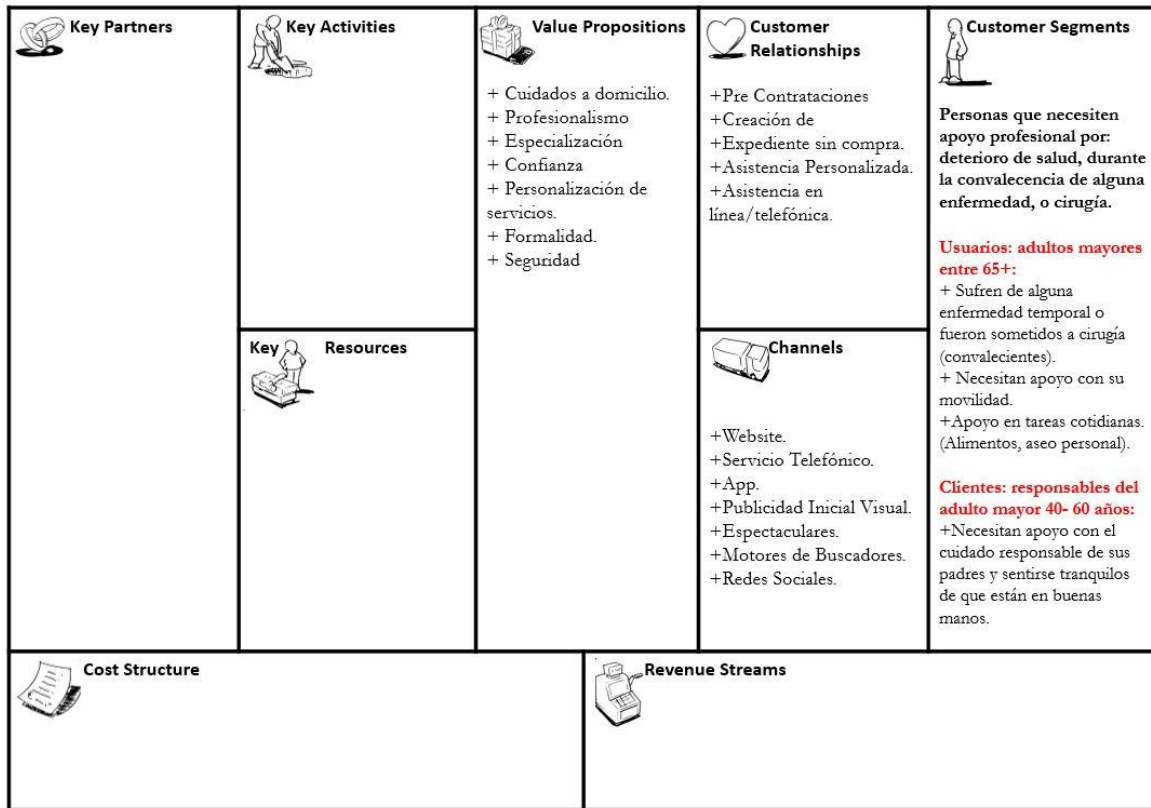 Key Partners
Key Activities
Value Propositions
+ Cuidados a domicilio.
+ Profesionalismo
+ Especialización
+ Confianza
+ Personalización de
servicios.
+ Formalidad.
+ Seguridad
Customer
Relationships
+Pre Contrataciones
+Creación de
+Expediente sin compra.
+Asistencia Personalizada.
+Asistencia en
línea/telefónica.
Customer Segments
Personas que necesiten
apoyo profesional por:
deterioro de salud, durante
la convalecencia de alguna
enfermedad, o cirugía.
Usuarios: adultos mayores
entre 65+:
+ Sufren de alguna
enfermedad temporal o
fueron sometidos a cirugía
(convalecientes).
+ Necesitan apoyo con su
movilidad.
+Apoyo en tareas cotidianas.
(Alimentos, aseo personal).
Clientes: responsables del
adulto mayor 40- 60 años:
+Necesitan apoyo con el
cuidado responsable de sus
padres y sentirse tranquilos
de que están en buenas
manos.
Key Resources
Channels
+Website.
+Servicio Telefónico.
+App.
+Publicidad Inicial Visual.
+Espectaculares.
+Motores de Buscadores.
+Redes Sociales.
Cost Structure
Revenue Streams